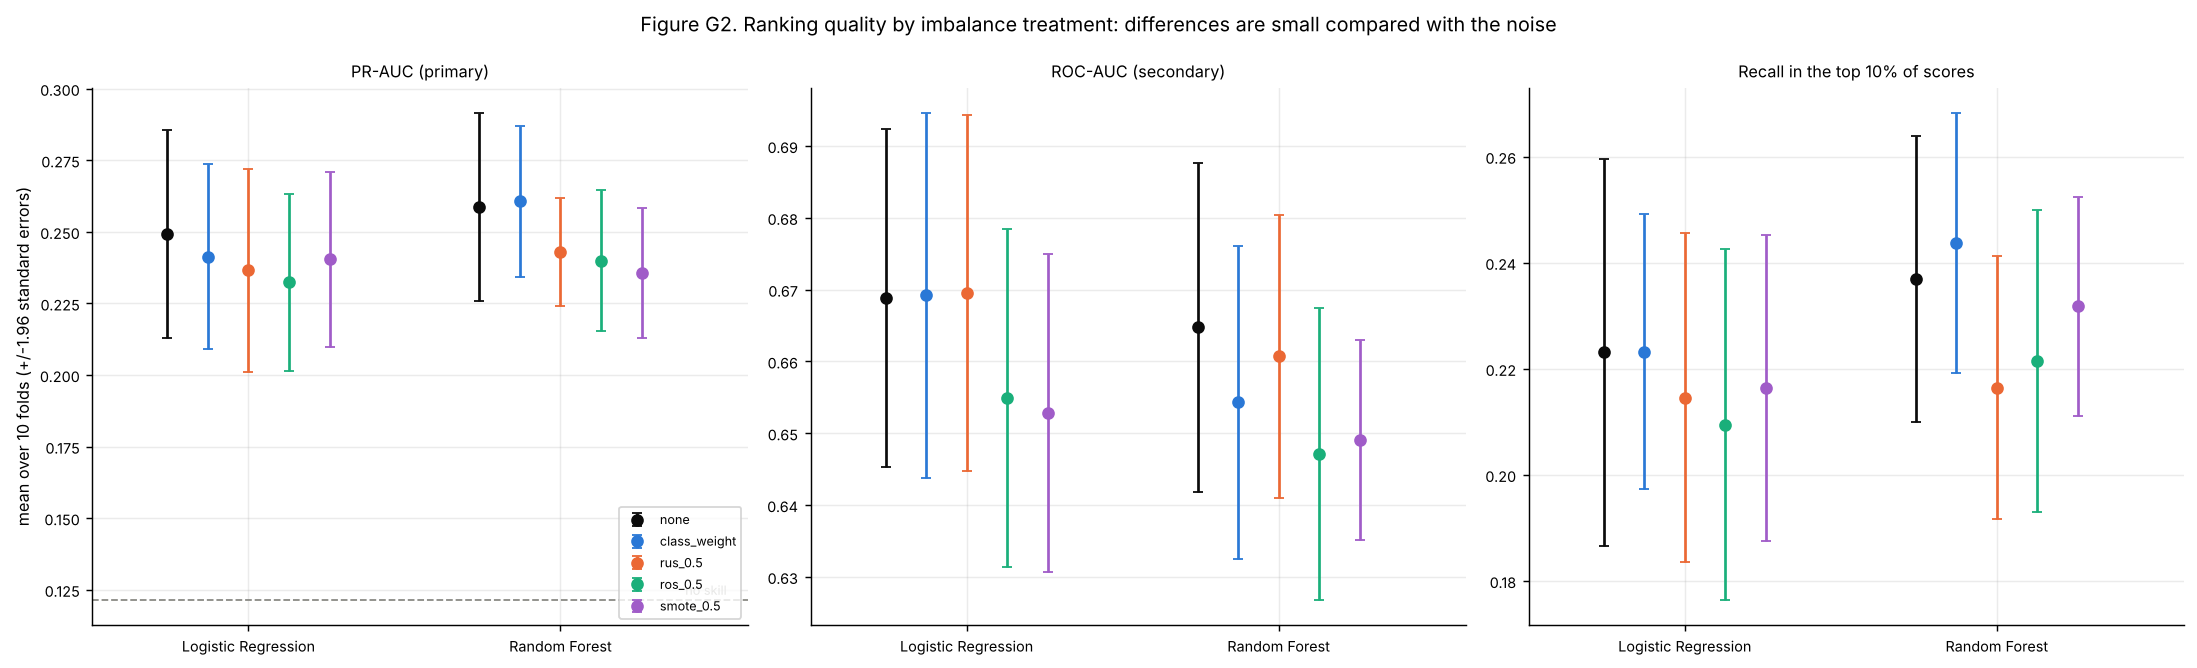 Figure G2. Ranking quality by imbalance treatment: differences are small compared with the noise
PR-AUC (primary)
mean over 10 folds (+/-1.96 standard errors)
0.300
0.275
0.250
0.225
0.200
0.175
0.150
0.125
none
class_weight
rus_0.5
ros_0.5
smote_0.5
no skill
Logistic Regression
Random Forest
ROC-AUC (secondary)
0.69
0.68
0.67
0.66
0.65
0.64
0.63
Logistic Regression
Random Forest
Recall in the top 10% of scores
0.26
0.24
0.22
0.20
0.18
Logistic Regression
Random Forest